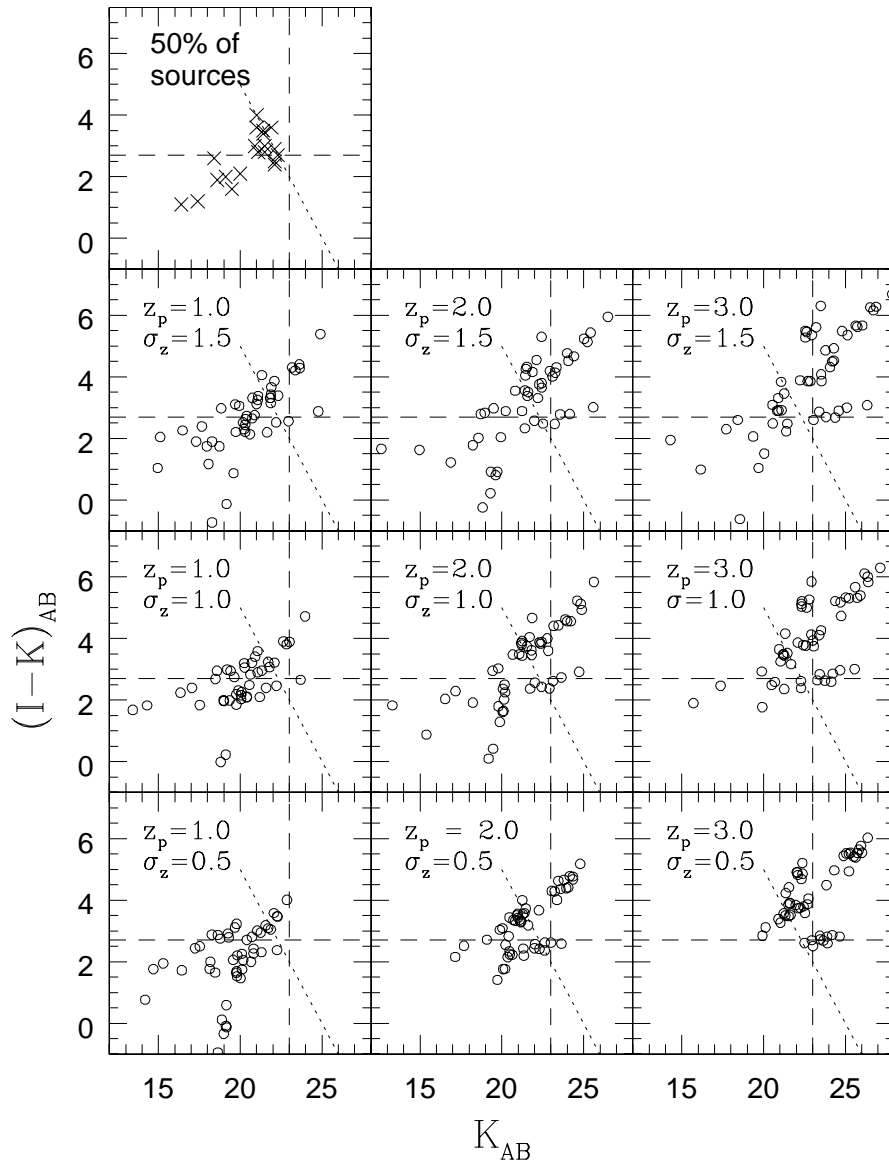 50% of
sources
6
4
2
0
z_p=1.0
σ_z=1.5
z_p=2.0
σ_z=1.5
z_p=3.0
σ_z=1.5
6
4
2
0
z_p=1.0
σ_z=1.0
z_p=2.0
σ_z=1.0
z_p=3.0
σ=1.0
6
4
2
0
z_p=1.0
σ_z=0.5
z_p = 2.0
σ_z=0.5
z_p=3.0
σ_z=0.5
6
4
2
0
(I−K)_AB
15 20 25 15 20 25 15 20 25
K_AB